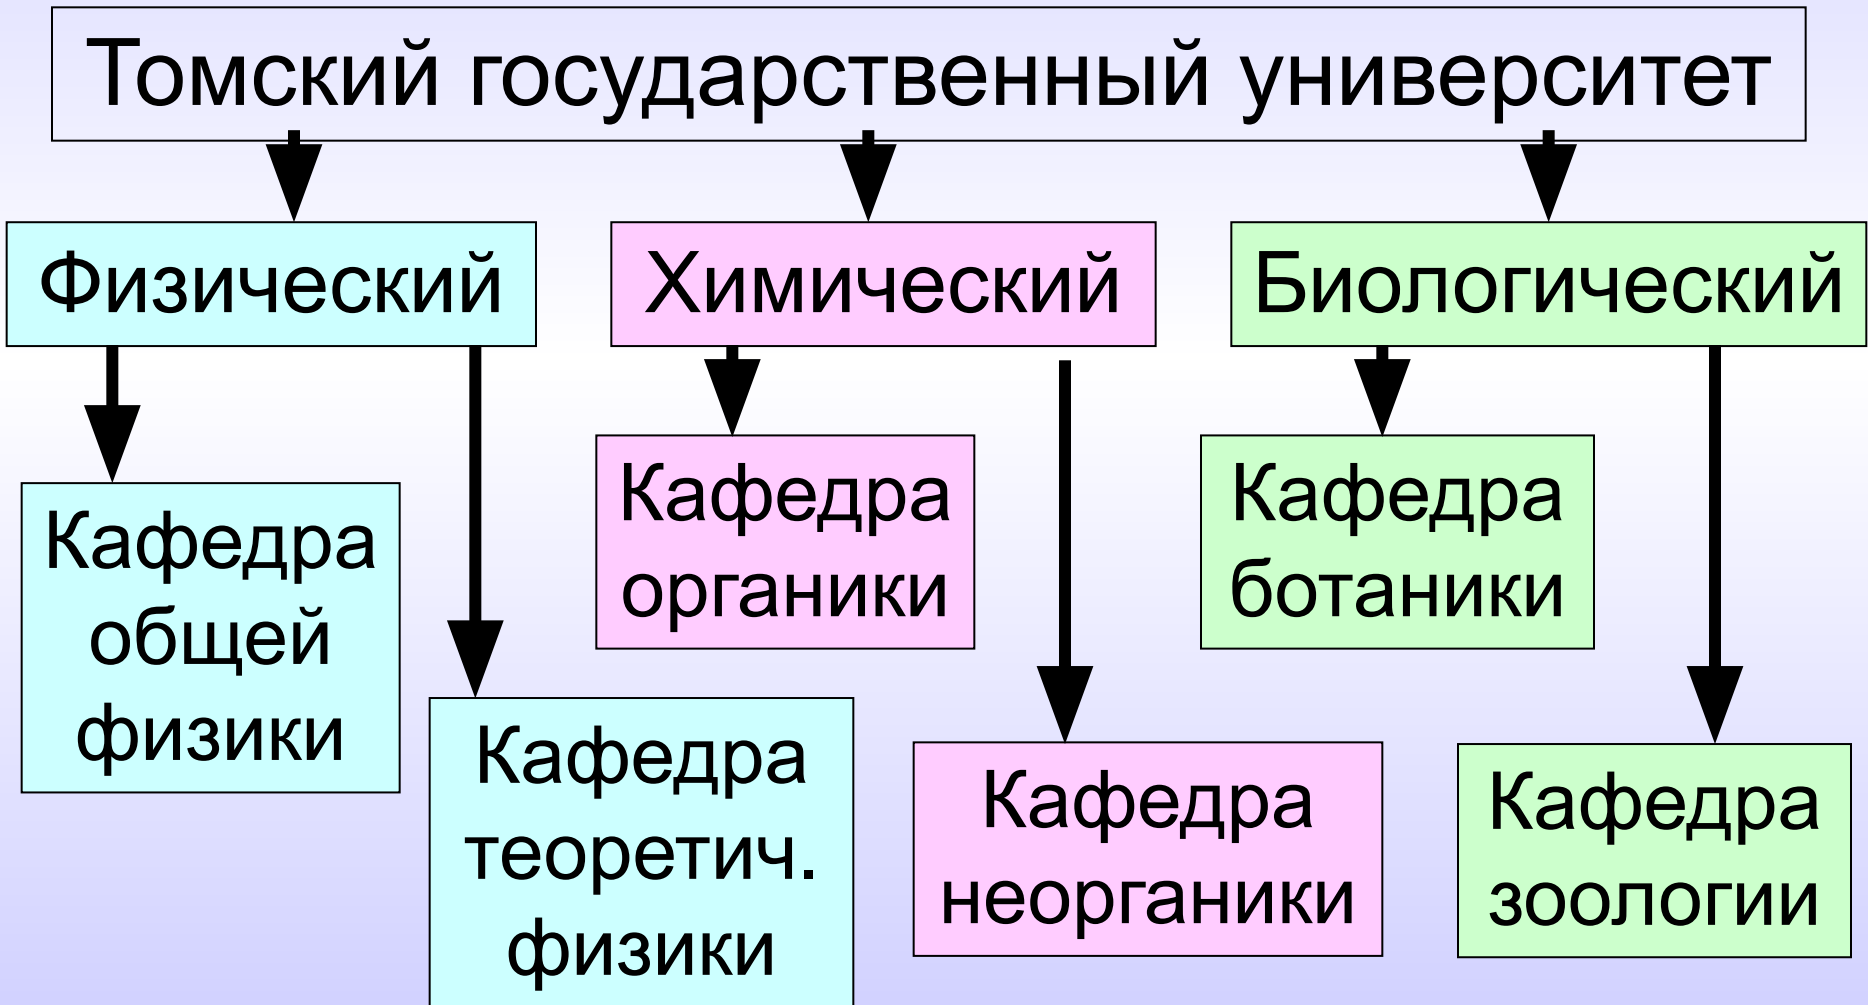 Томский государственный университет
Физический
Химический
Биологический
Кафедра
общей
физики
Кафедра
теоретич.
физики
Кафедра
органики
Кафедра
неорганики
Кафедра
ботаники
Кафедра
зоологии